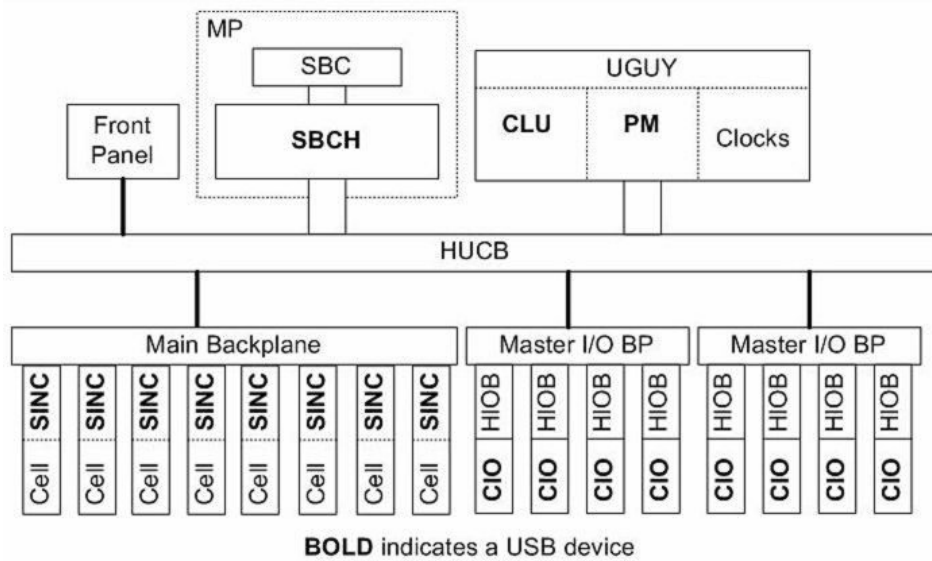 MP
SBC
UGUY
Front
Panel
SBCH
CLU
PM
Clocks
HUCB
Main Backplane
Master I/O BP
Master I/O BP
SINC
SINC
SINC
SINC
SINC
SINC
SINC
SINC
HIOB
HIOB
HIOB
HIOB
HIOB
HIOB
HIOB
HIOB
Cell
Cell
Cell
Cell
Cell
Cell
Cell
Cell
CIO
CIO
CIO
CIO
CIO
CIO
CIO
CIO
BOLD indicates a USB device